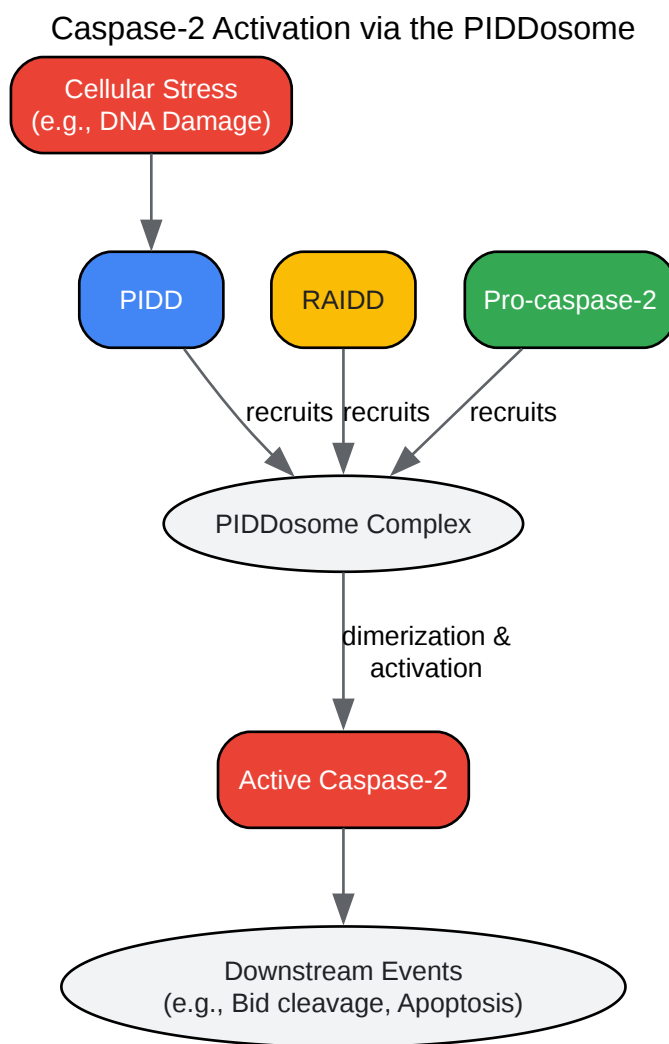 Caspase-2 Activation via the PIDDosome
Cellular Stress
(e.g., DNA Damage)
PIDD
RAIDD
Pro-caspase-2
recruits
recruits
recruits
PIDDosome Complex
dimerization &
activation
Active Caspase-2
Downstream Events
(e.g., Bid cleavage, Apoptosis)